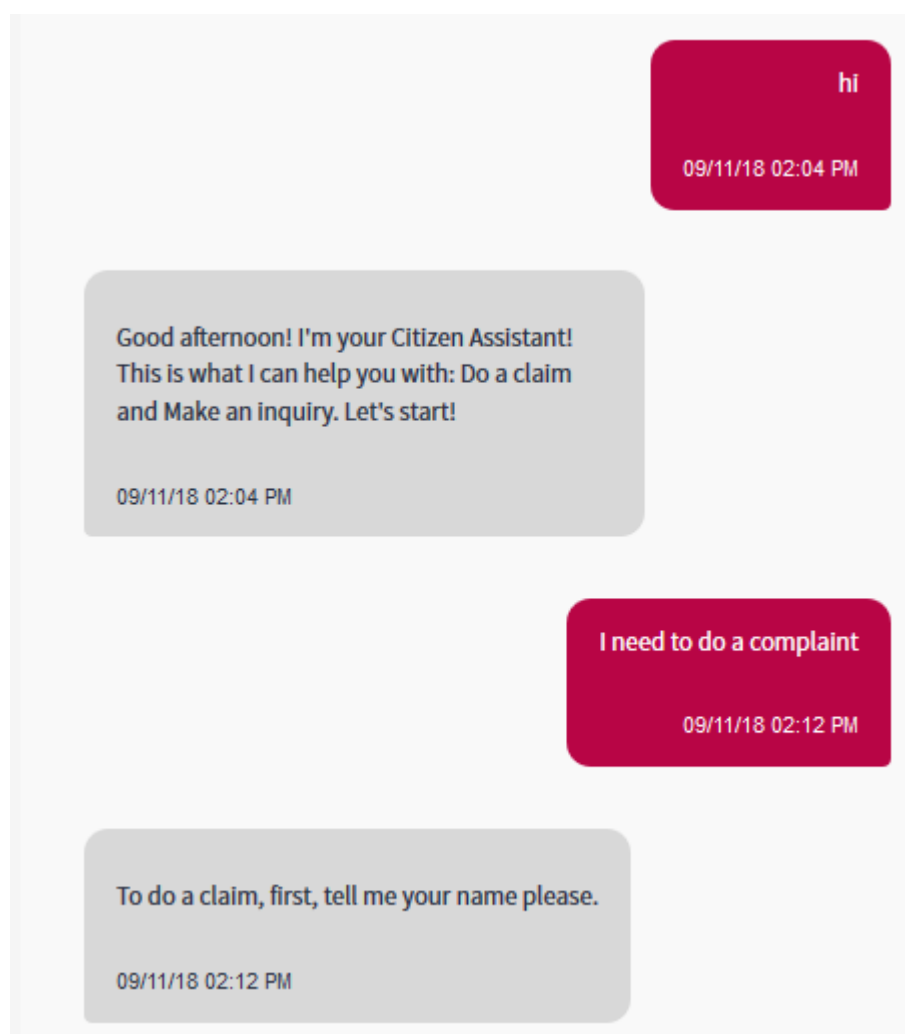 hi
09/11/18 02:04 PM
Good afternoon! I'm your Citizen Assistant!
This is what I can help you with: Do a claim
and Make an inquiry. Let's start!
09/11/18 02:04 PM
I need to do a complaint
09/11/18 02:12 PM
To do a claim, first, tell me your name please.
09/11/18 02:12 PM